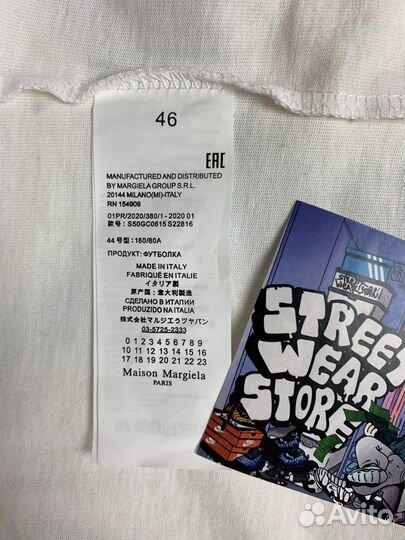 46
EAC
MANUFACTURED AND DISTRIBUTED
BY MARGIELA GROUP S.R.L.
20144 MILANO(MI)-ITALY
RN 154909
01PR/2020/380/1 - 2020 01
款号: S50GC0615 S22816
44 号型:160/80A
ПРОДУКТ: ФУТБОЛКА
MADE IN ITALY
FABRIQUÉ EN ITALIE
イタリア製
原产国: 意大利制造
СДЕЛАНО В ИТАЛИИ
PRODUZIDO NA ITALIA
株式会社マルジエラジャパン
03-5725-2333
0 1 2 3 4 5 6 7 8 9
10 11 12 13 14 15 16 17 18 19 20 21 22 23
Maison Margiela
PARIS
STREET
WEAR
STORE
STREET
WEAR STORE
Avito